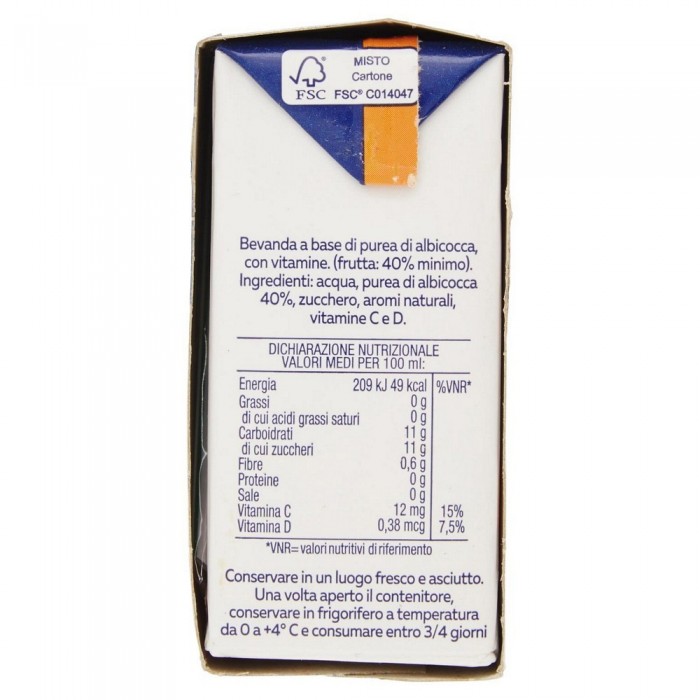 MISTO
Cartone
FSC FSC® C014047
Bevanda a base di purea di albicocca,
con vitamine. (frutta: 40% minimo).
Ingredienti: acqua, purea di albicocca
40%, zucchero, aromi naturali,
vitamine C e D.
DICHIARAZIONE NUTRIZIONALE
VALORI MEDI PER 100 ml:
Energia 209 kJ 49 kcal %VNR*
Grassi 0 g
di cui acidi grassi saturi 0 g
Carboidrati 11 g
di cui zuccheri 11 g
Fibre 0,6 g
Proteine 0 g
Sale 0 g
Vitamina C 12 mg 15%
Vitamina D 0,38 mcg 7,5%
*VNR= valori nutritivi di riferimento
Conservare in un luogo fresco e asciutto.
Una volta aperto il contenitore,
conservare in frigorifero a temperatura
da 0 a +4° C e consumare entro 3/4 giorni